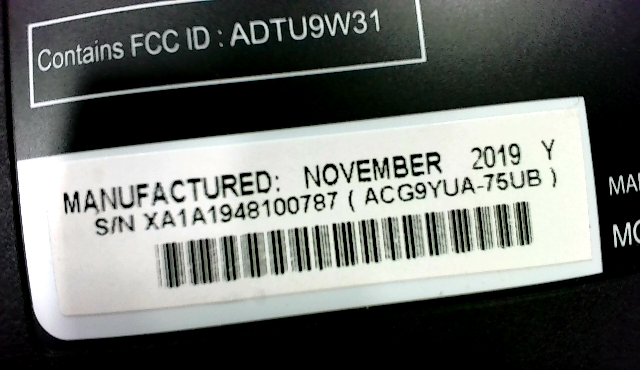 Contains FCC ID : ADTU9W31
MANUFACTURED: NOVEMBER 2019 Y
S/N XA1A1948100787 ( ACG9YUA-75UB )